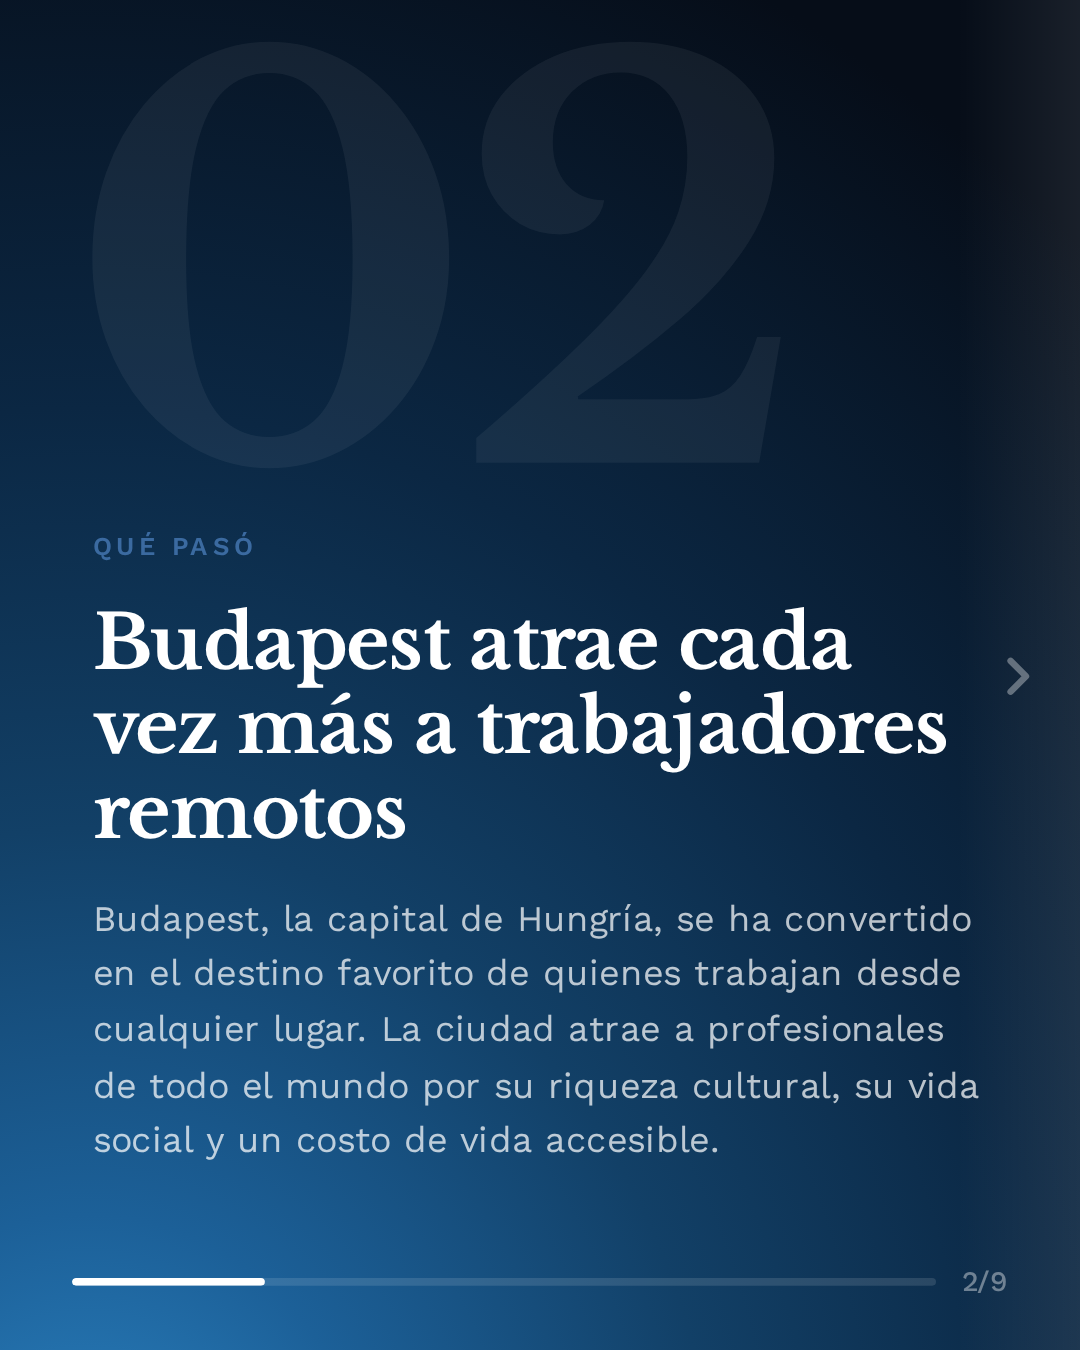 02
QUÉ PASÓ
Budapest atrae cada
vez más a trabajadores
remotos
Budapest, la capital de Hungría, se ha convertido
en el destino favorito de quienes trabajan desde
cualquier lugar. La ciudad atrae a profesionales
de todo el mundo por su riqueza cultural, su vida
social y un costo de vida accesible.
2/9